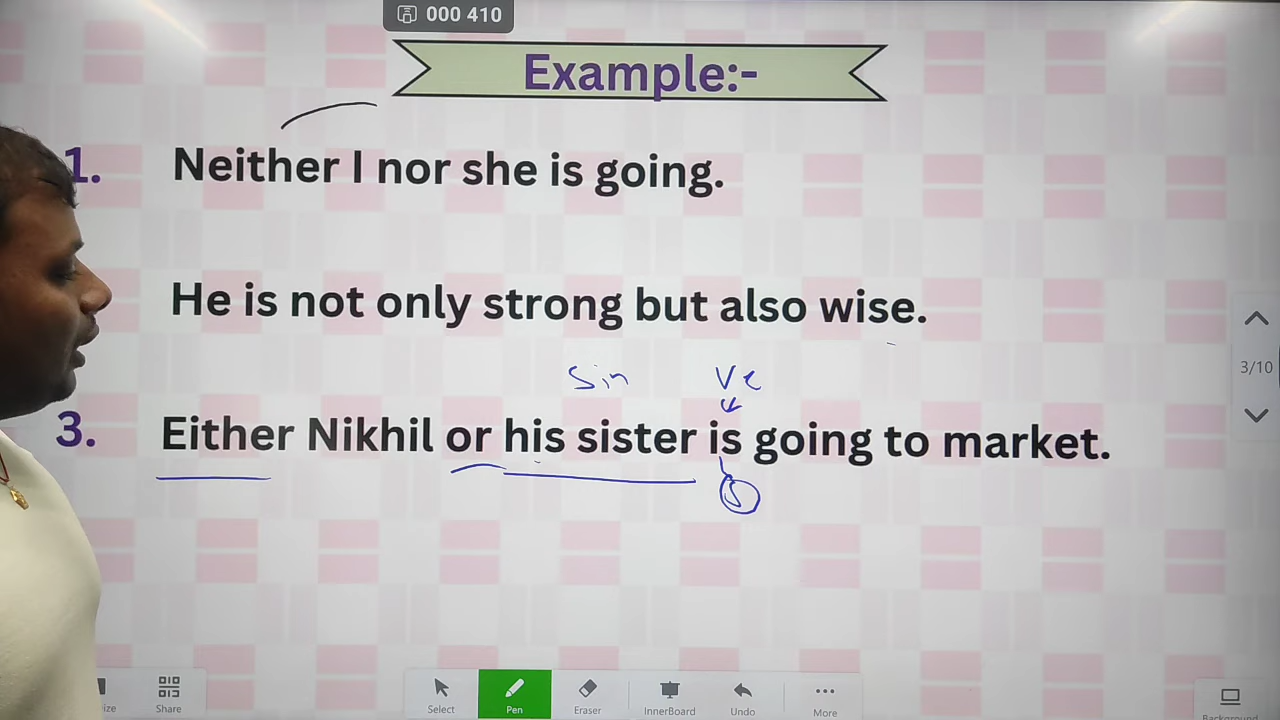 000 410
Example:-
1. Neither I nor she is going.
He is not only strong but also wise.
Sin Ve
3. Either Nikhil or his sister is going to market.
3/10
Share
Select
Pen
Eraser
InnerBoard
Undo
More
Background